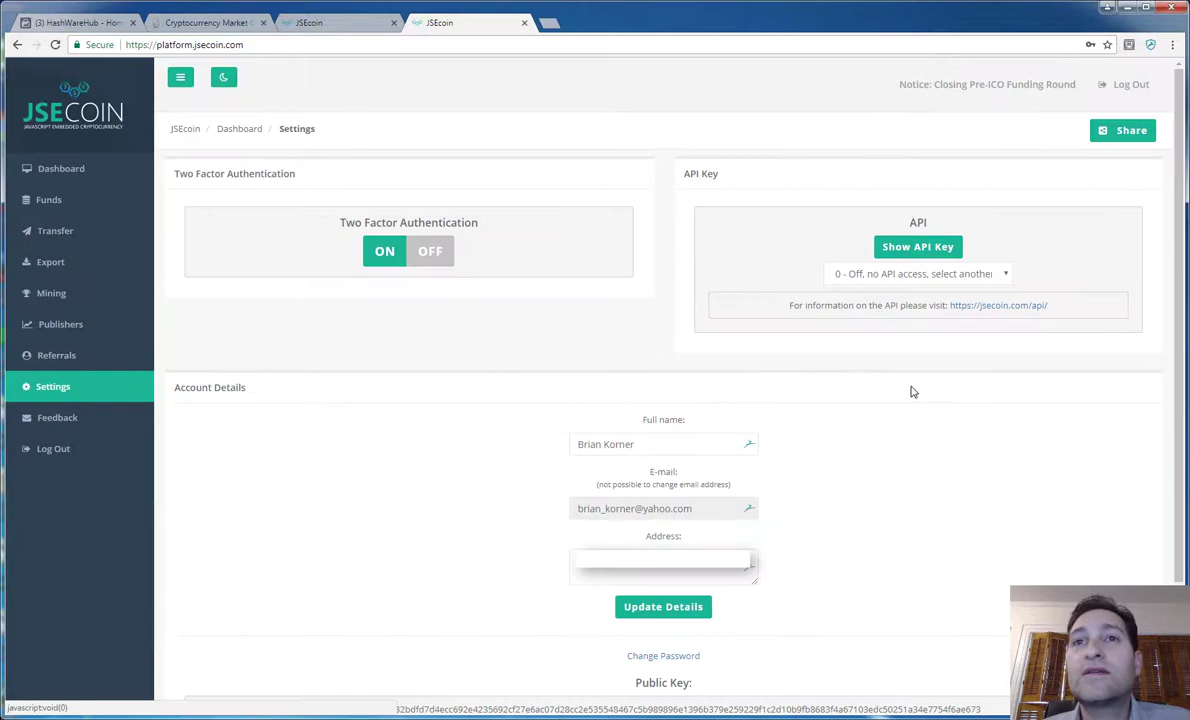 (3) HashWareHub - Hom
Cryptocurrency Market C
JSEcoin
JSEcoin
Secure
https://platform.jsecoin.com
JSECOIN
JAVASCRIPT EMBEDDED CRYPTOCURRENCY
Notice: Closing Pre-ICO Funding Round
Log Out
JSEcoin / Dashboard / Settings
Share
Dashboard
Funds
Transfer
Export
Mining
Publishers
Referrals
Settings
Feedback
Log Out
Two Factor Authentication
Two Factor Authentication
ON OFF
API Key
API
Show API Key
0 - Off, no API access, select another
For information on the API please visit: https://jsecoin.com/api/
Account Details
Full name:
Brian Korner
E-mail:
(not possible to change email address)
brian_korner@yahoo.com
Address:
Update Details
Change Password
Public Key:
32bdfd7d4ecc692e4235692cf27e6ac07d28cc2e535548467c5b989896e1396b379e259229f1c2d10b9fb8683f4a67103edc50251a34e7754f6ae673
javascript:void(0)